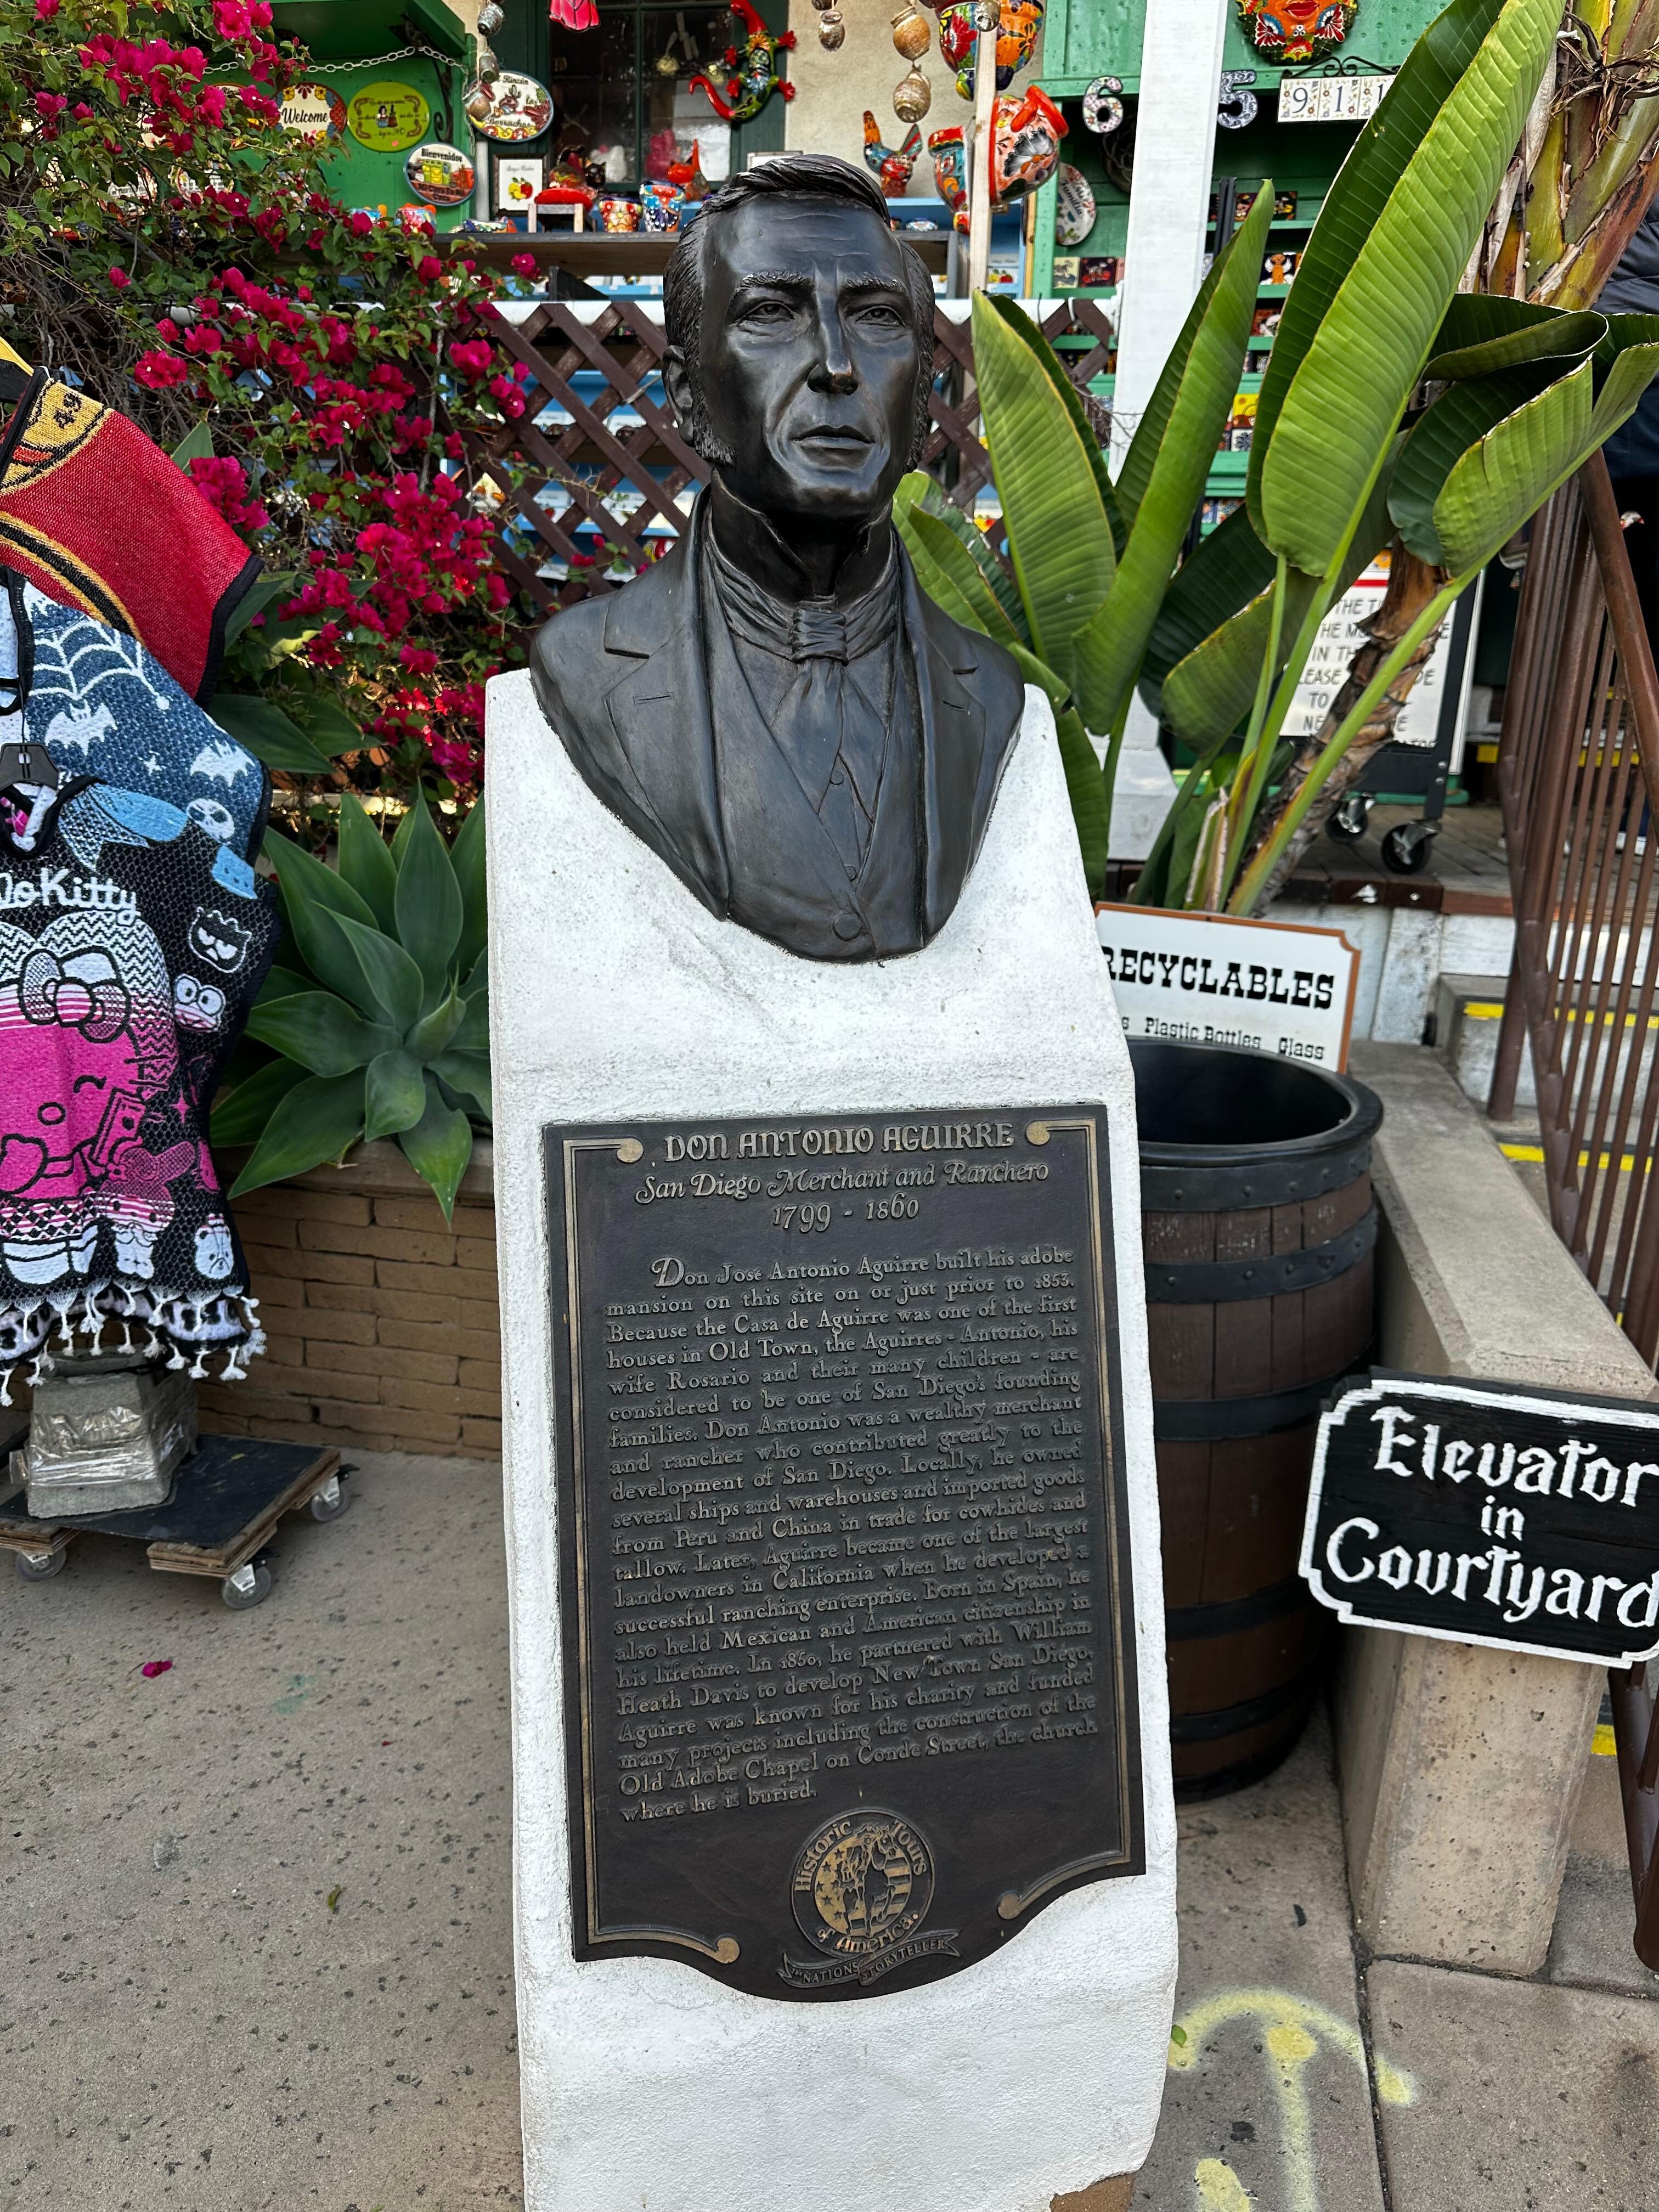 Welcome
Bienvenidos
6
5
911
DON ANTONIO AGUIRRE
San Diego Merchant and Ranchero
1799 - 1860
Don José Antonio Aguirre built his adobe
mansion on this site on or just prior to 1853.
Because the Casa de Aguirre was one of the first
houses in Old Town, the Aguirres - Antonio, his
wife Rosario and their many children - are
considered to be one of San Diego's founding
families. Don Antonio was a wealthy merchant
and rancher who contributed greatly to the
development of San Diego. Locally, he owned
several ships and warehouses and imported goods
from Peru and China in trade for cowhides and
tallow. Later, Aguirre became one of the largest
landowners in California when he developed a
successful ranching enterprise. Born in Spain, he
also held Mexican and American citizenship in
his lifetime. In 1850, he partnered with William
Heath Davis to develop New Town San Diego.
Aguirre was known for his charity and funded
many projects including the construction of the
Old Adobe Chapel on Conde Street, the church
where he is buried.
Historic Tours
of America.
THE NATION'S STORYTELLER
Kitty
RECYCLABLES
Plastic Bottles Glass
Elevator
in
Courtyard